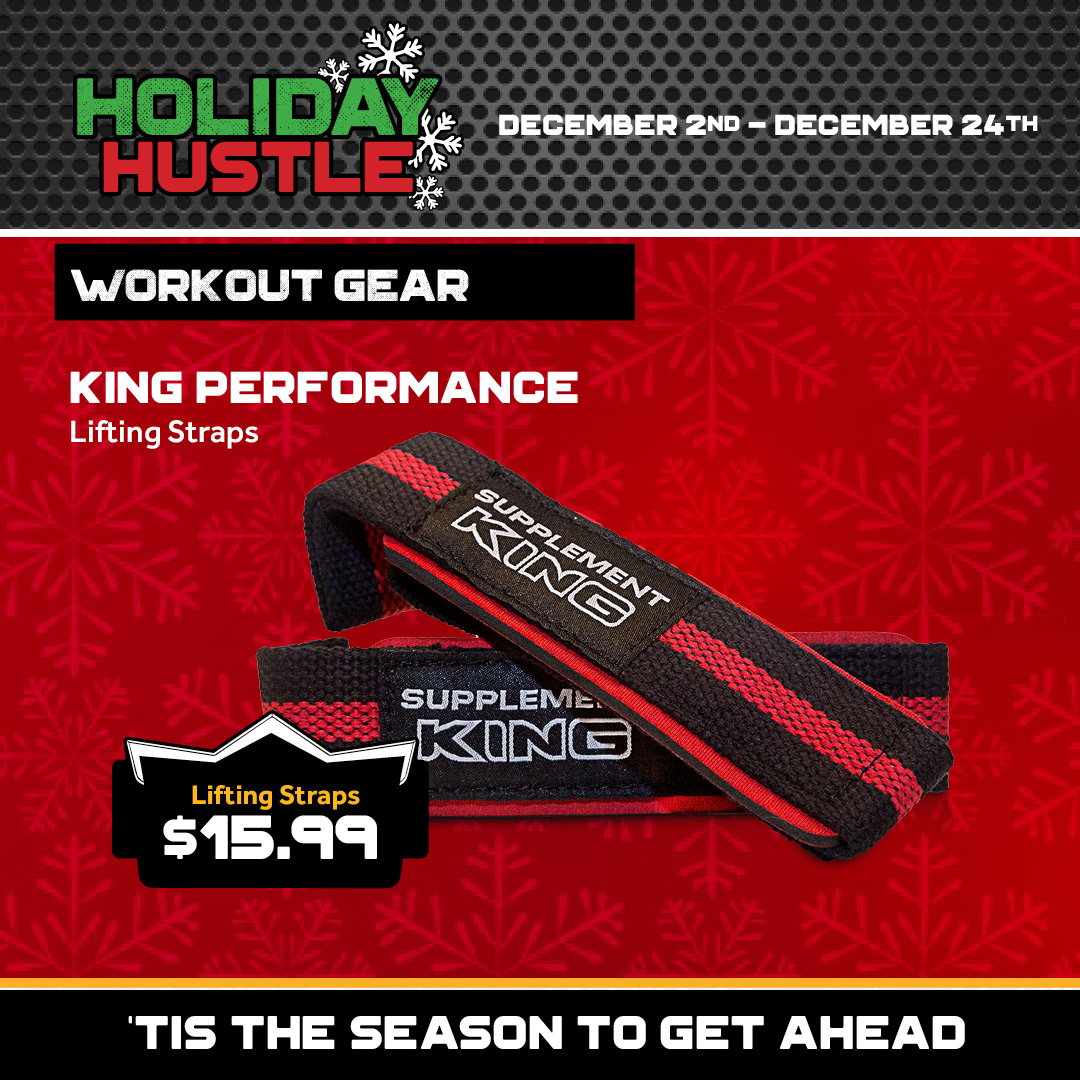 HOLIDAY
HUSTLE
DECEMBER 2ND – DECEMBER 24TH
WORKOUT GEAR
KING PERFORMANCE
Lifting Straps
SUPPLEMENT
KING
KING
Lifting Straps
$15.99
'TIS THE SEASON TO GET AHEAD